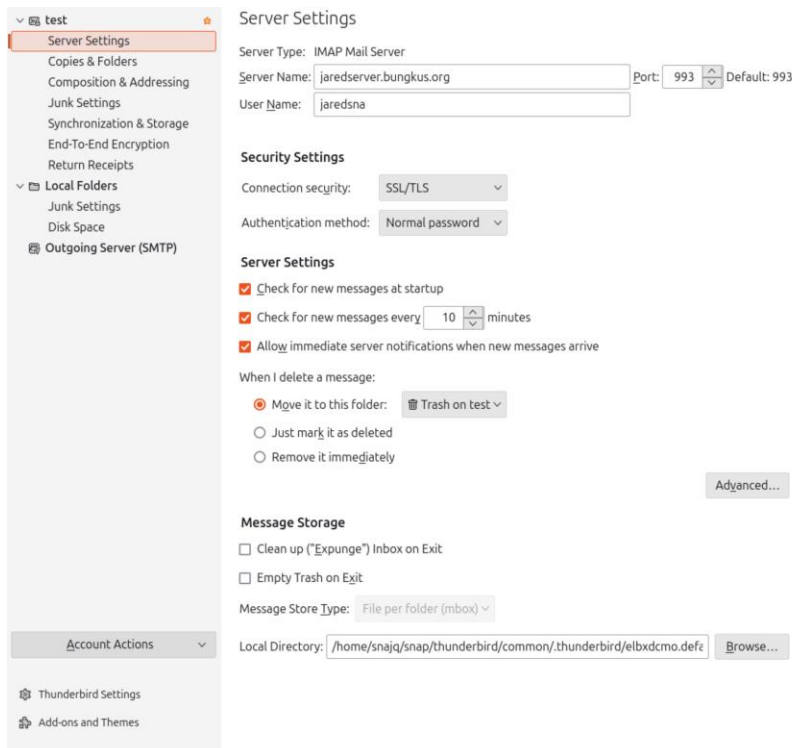 test
Server Settings
Copies & Folders
Composition & Addressing
Junk Settings
Synchronization & Storage
End-To-End Encryption
Return Receipts
Local Folders
Junk Settings
Disk Space
Outgoing Server (SMTP)
Account Actions
Thunderbird Settings
Add-ons and Themes
Server Settings
Server Type: IMAP Mail Server
Server Name: jaredserver.bungkus.org Port: 993 Default: 993
User Name: jaredsna
Security Settings
Connection security: SSL/TLS
Authentication method: Normal password
Server Settings
Check for new messages at startup
Check for new messages every 10 minutes
Allow immediate server notifications when new messages arrive
When I delete a message:
Move it to this folder: Trash on test
Just mark it as deleted
Remove it immediately
Advanced...
Message Storage
Clean up ("Expunge") Inbox on Exit
Empty Trash on Exit
Message Store Type: File per folder (mbox)
Local Directory: /home/snajq/snap/thunderbird/common/.thunderbird/elbxdcmo.defa Browse...